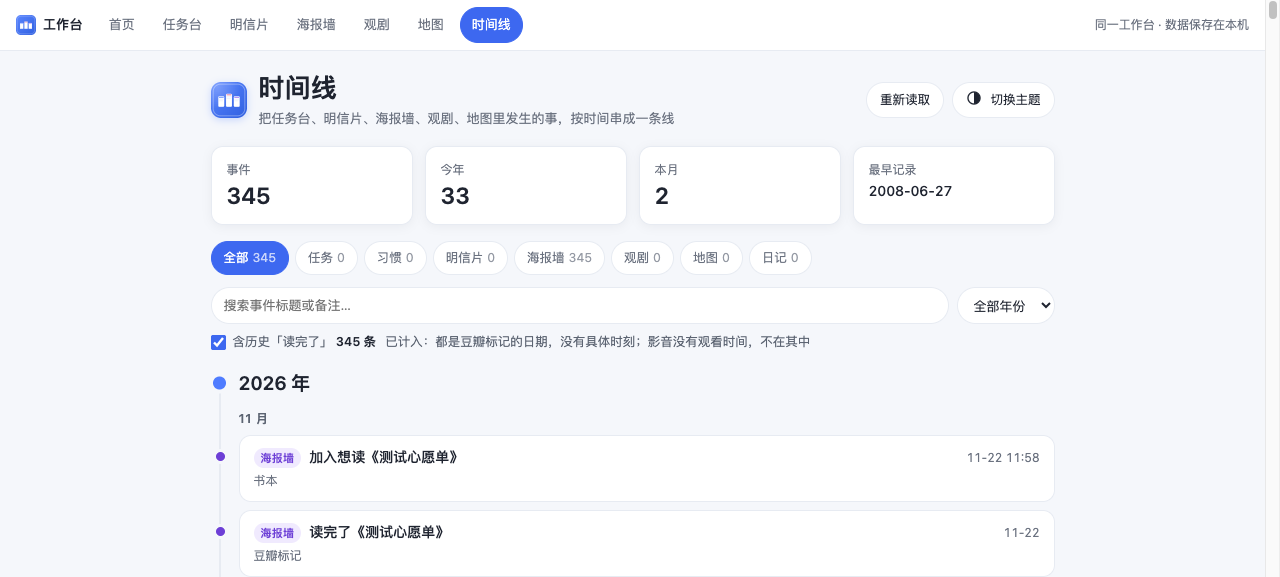 工作台 首页 任务台 明信片 海报墙 观剧 地图 时间线 同一工作台 · 数据保存在本机
时间线
把任务台、明信片、海报墙、观剧、地图里发生的事，按时间串成一条线
重新读取 切换主题
事件 今年 本月 最早记录
345 33 2 2008-06-27
全部 345 任务 0 习惯 0 明信片 0 海报墙 345 观剧 0 地图 0 日记 0
搜索事件标题或备注... 全部年份
含历史「读完了」 345 条 已计入：都是豆瓣标记的日期，没有具体时刻；影音没有观看时间，不在其中
2026 年
11 月
海报墙 加入想读《测试心愿单》 11-22 11:58
书本
海报墙 读完了《测试心愿单》 11-22
豆瓣标记